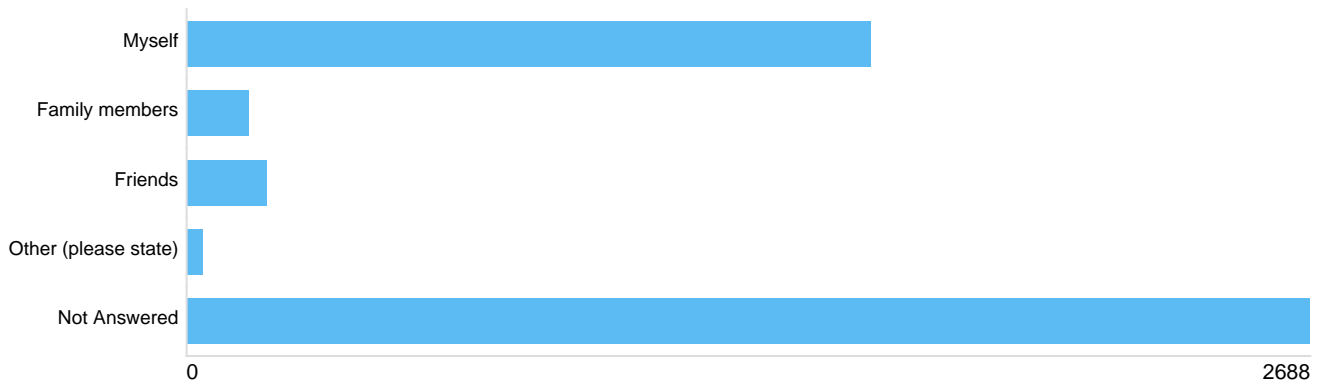 Myself
Family members
Friends
Other (please state)
Not Answered
0 2688